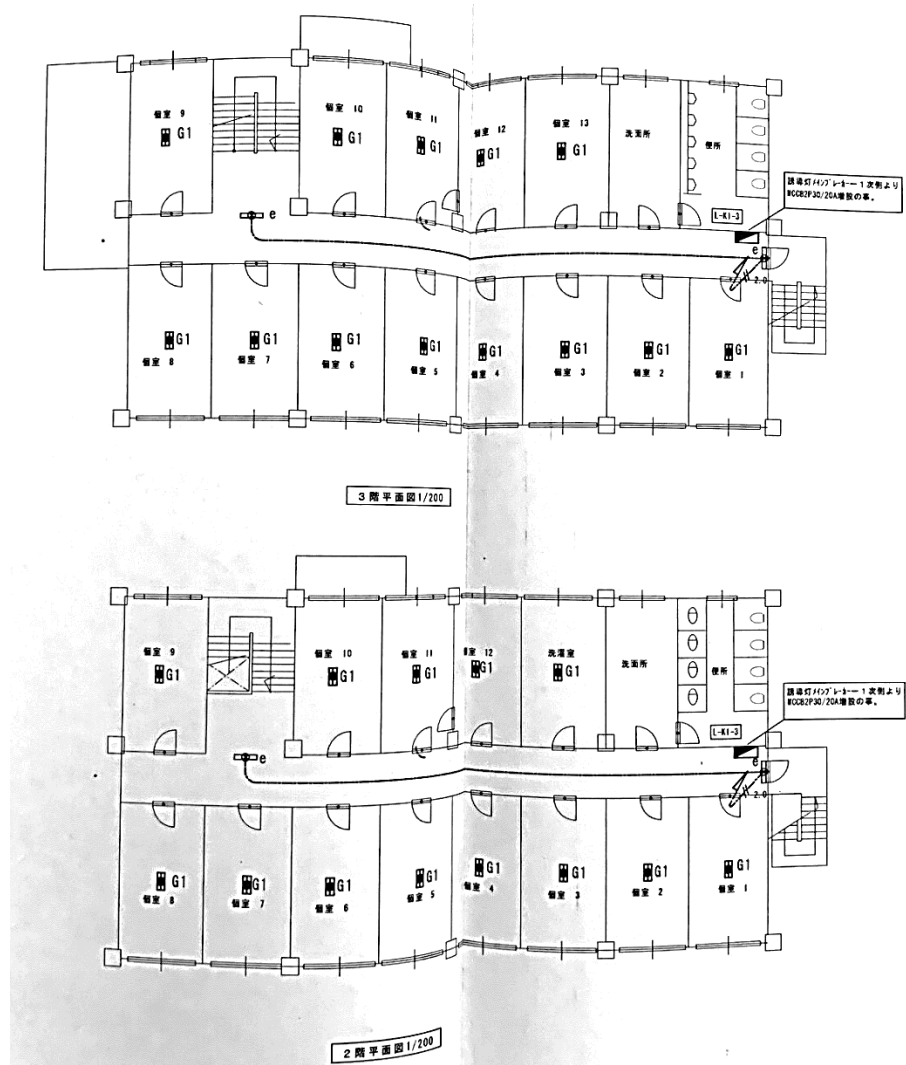 個室 9
G1
個室 10
G1
個室 11
G1
個室 12
G1
個室 13
G1
洗面所
便所
誘導灯メインブレーカー一1次側より
MCCB2P30/20A増設の事。
L-KI-3
e
e
2.0
個室 8
G1
個室 7
G1
個室 6
G1
個室 5
G1
個室 4
G1
個室 3
G1
個室 2
G1
個室 1
G1
3階平面図1/200
個室 9
G1
個室 10
G1
個室 11
G1
個室 12
G1
洗濯室
G1
洗面所
便所
誘導灯メインブレーカー一1次側より
MCCB2P30/20A増設の事。
L-KI-3
e
e
2.0
個室 8
G1
個室 7
G1
個室 6
G1
個室 5
G1
個室 4
G1
個室 3
G1
個室 2
G1
個室 1
G1
2階平面図1/200